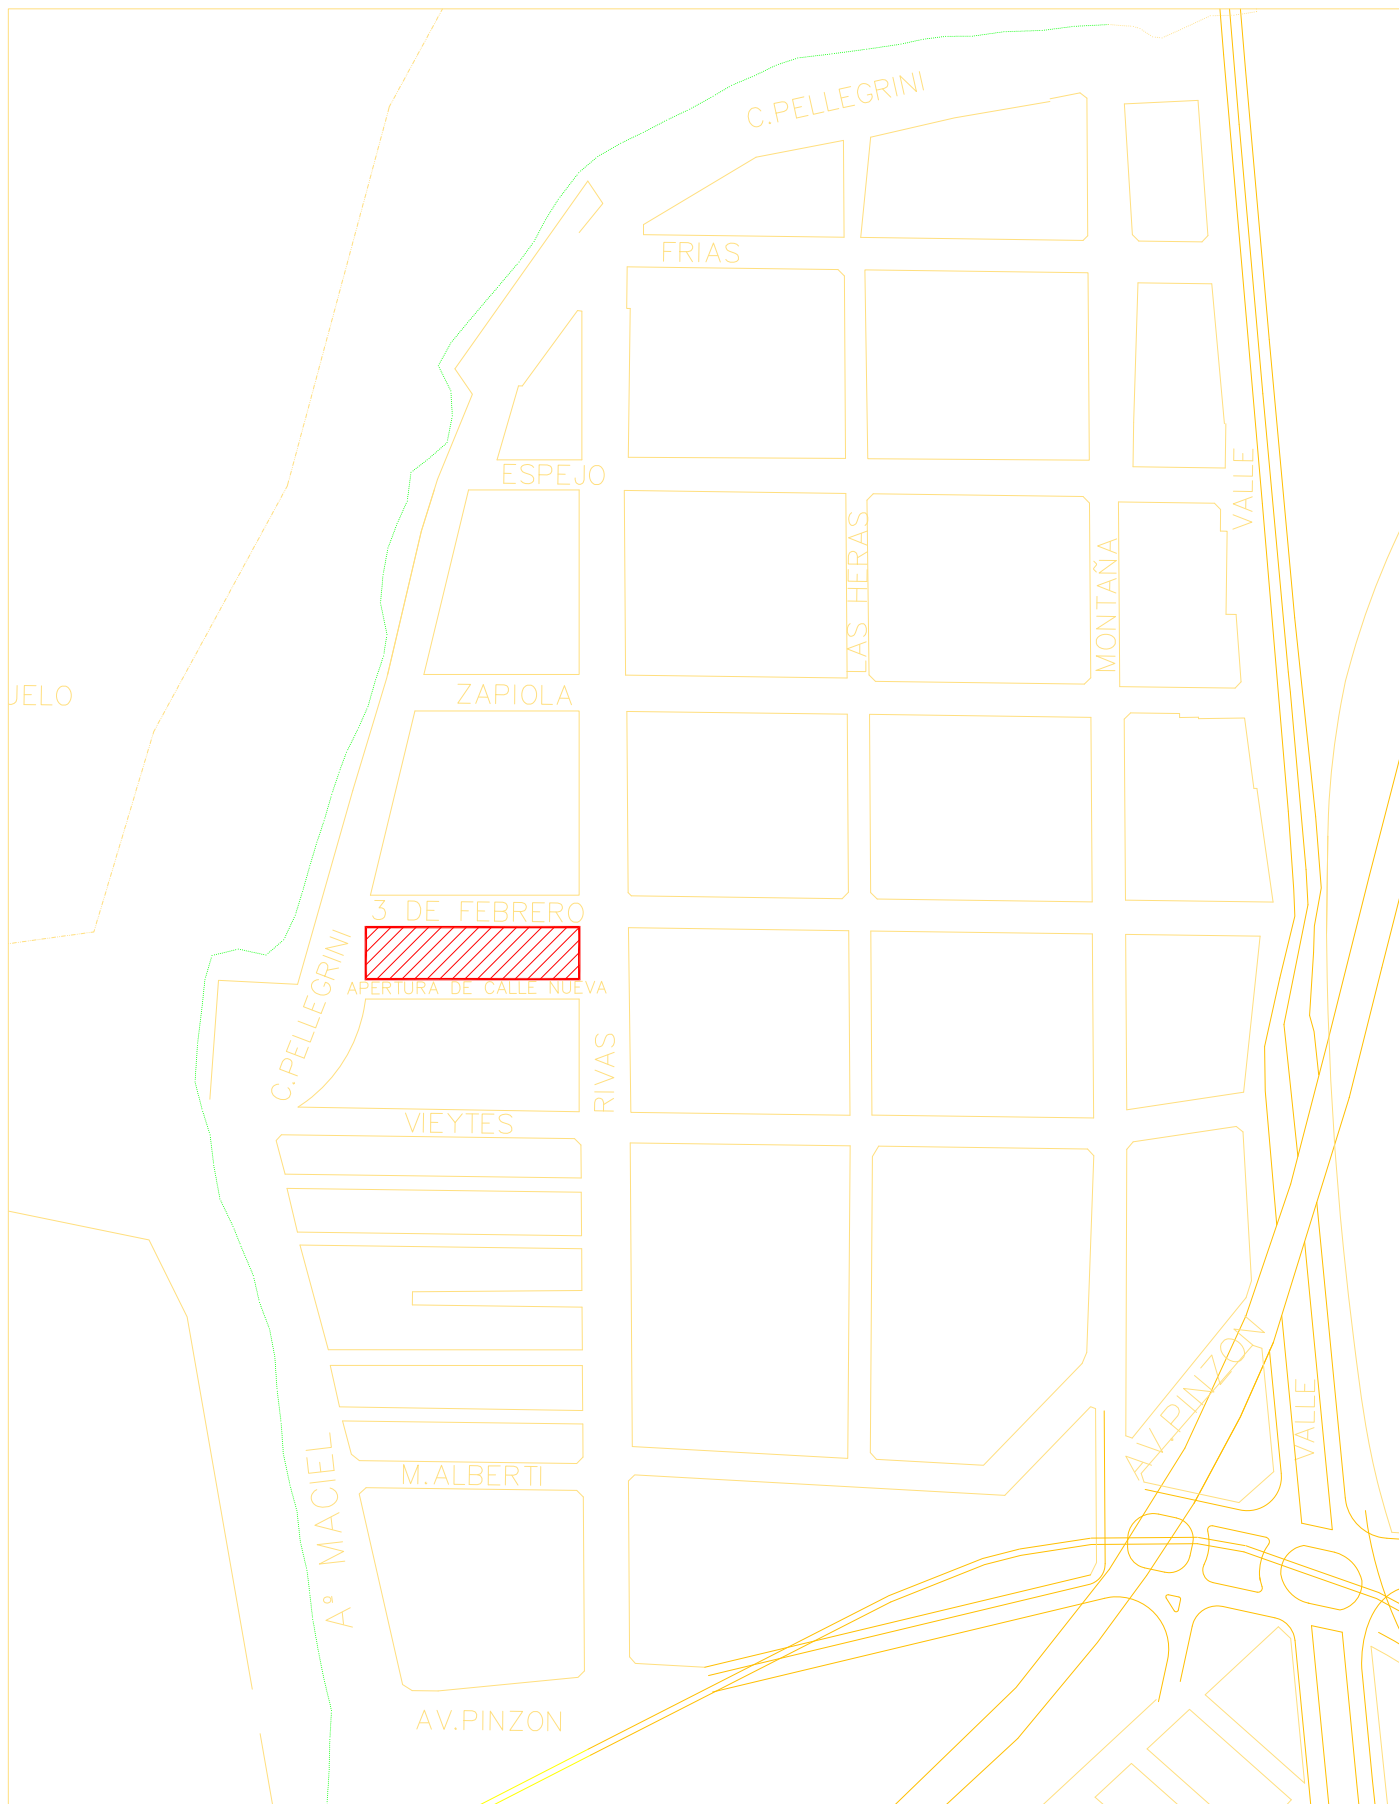 C.PELLEGRINI
FRIAS
ESPEJO
VALLE
LAS HERAS
MONTAÑA
UELO
ZAPIOLA
3 DE FEBRERO
C.PELLEGRINI
APERTURA DE CALLE NUEVA
RIVAS
VIEYTES
AV.PINZON
VALLE
Aº MACIEL
M.ALBERTI
AV.PINZON